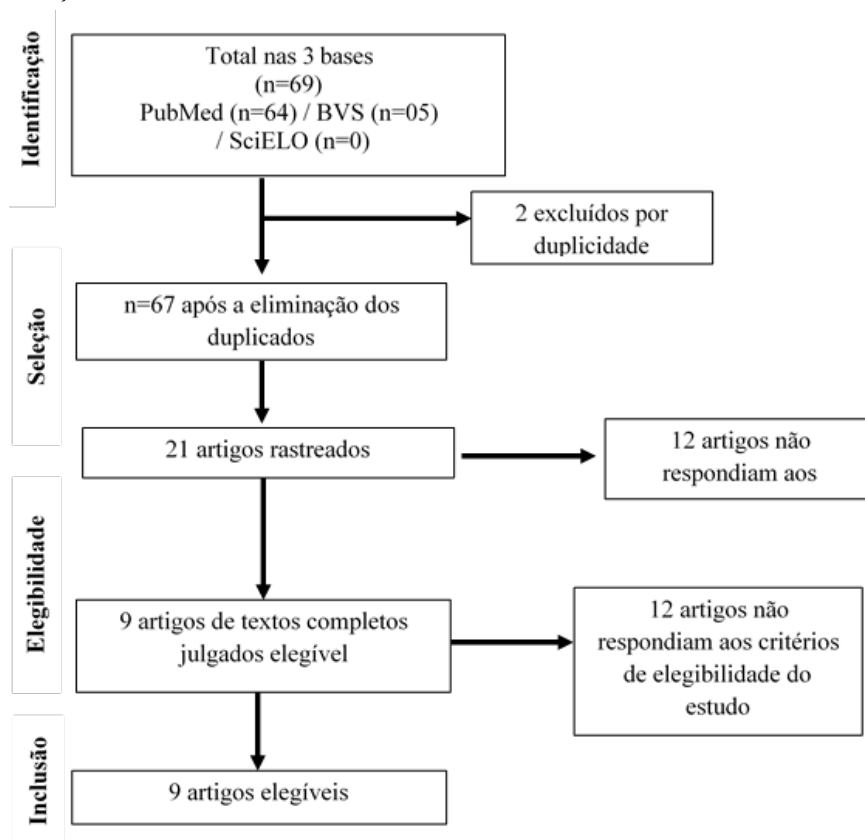 Identificação
Total nas 3 bases
(n=69)
PubMed (n=64) / BVS (n=05)
/ SciELO (n=0)
2 excluídos por
duplicidade
Seleção
n=67 após a eliminação dos
duplicados
21 artigos rastreados
12 artigos não
respondiam aos
Elegibilidade
9 artigos de textos completos
julgados elegível
12 artigos não
respondiam aos critérios
de elegibilidade do
estudo
Inclusão
9 artigos elegíveis